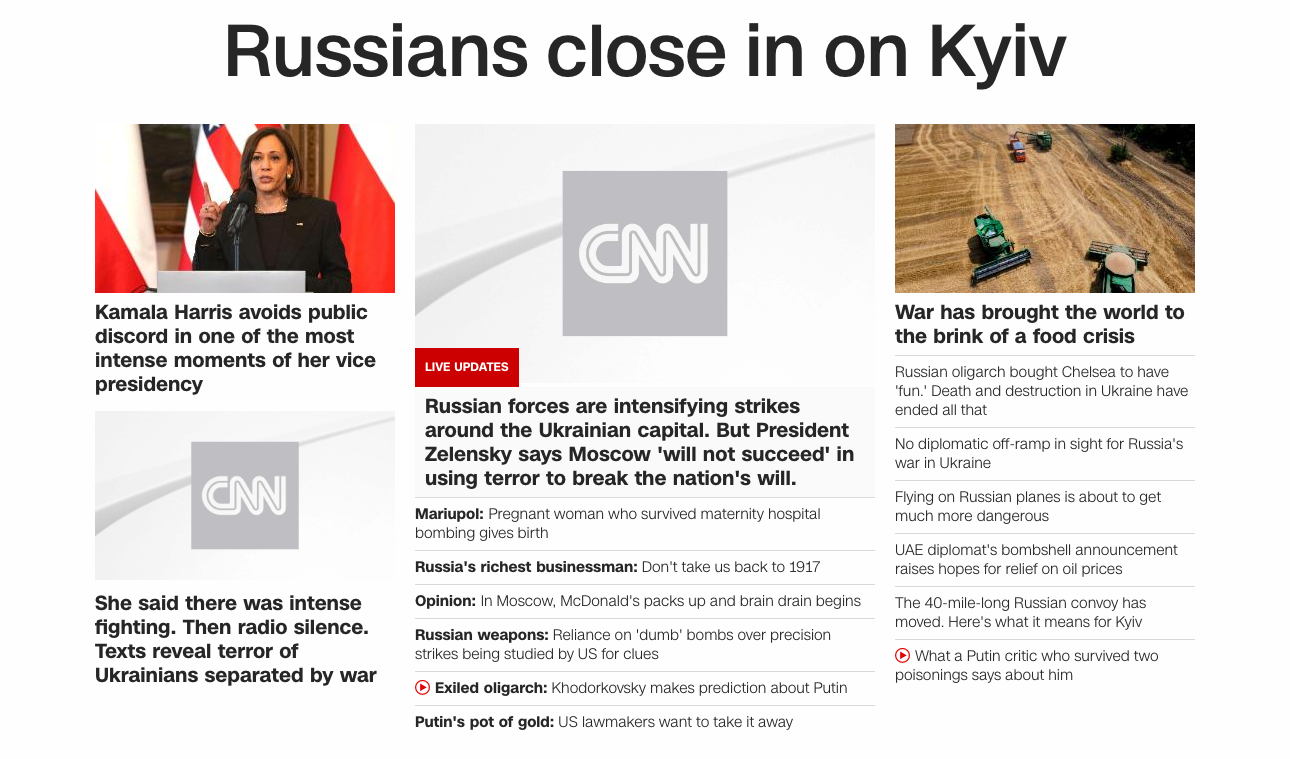 Russians close in on Kyiv
Kamala Harris avoids public
discord in one of the most
intense moments of her vice
presidency
CNN
She said there was intense
fighting. Then radio silence.
Texts reveal terror of
Ukrainians separated by war
CNN
LIVE UPDATES
Russian forces are intensifying strikes
around the Ukrainian capital. But President
Zelensky says Moscow 'will not succeed' in
using terror to break the nation's will.
Mariupol: Pregnant woman who survived maternity hospital
bombing gives birth
Russia's richest businessman: Don't take us back to 1917
Opinion: In Moscow, McDonald's packs up and brain drain begins
Russian weapons: Reliance on 'dumb' bombs over precision
strikes being studied by US for clues
Exiled oligarch: Khodorkovsky makes prediction about Putin
Putin's pot of gold: US lawmakers want to take it away
War has brought the world to
the brink of a food crisis
Russian oligarch bought Chelsea to have
'fun.' Death and destruction in Ukraine have
ended all that
No diplomatic off-ramp in sight for Russia's
war in Ukraine
Flying on Russian planes is about to get
much more dangerous
UAE diplomat's bombshell announcement
raises hopes for relief on oil prices
The 40-mile-long Russian convoy has
moved. Here's what it means for Kyiv
What a Putin critic who survived two
poisonings says about him